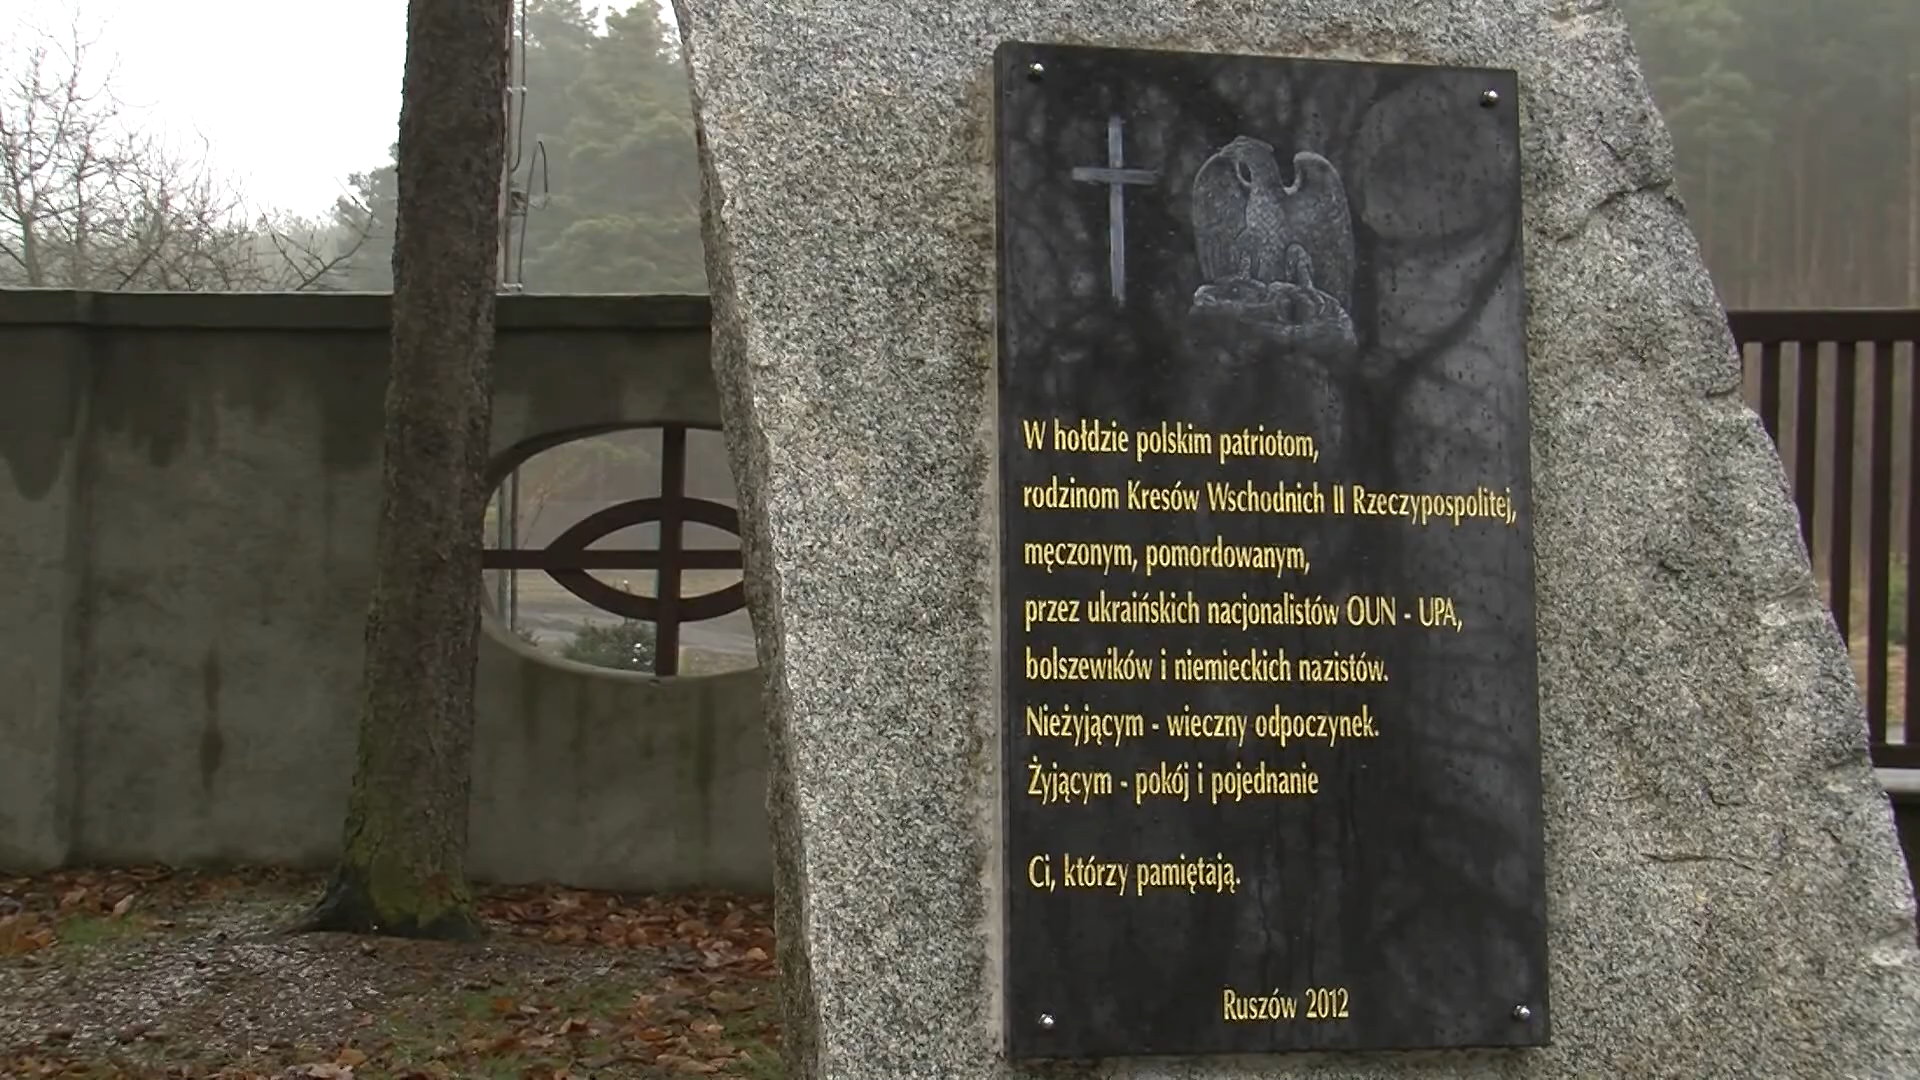 W hołdzie polskim patriotom,
rodzinom Kresów Wschodnich II Rzeczypospolitej,
męczonym, pomordowanym,
przez ukraińskich nacjonalistów OUN - UPA,
bolszewików i niemieckich nazistów.
Nieżyjącym - wieczny odpoczynek.
Żyjącym - pokój i pojednanie
Ci, którzy pamiętają.
Ruszów 2012